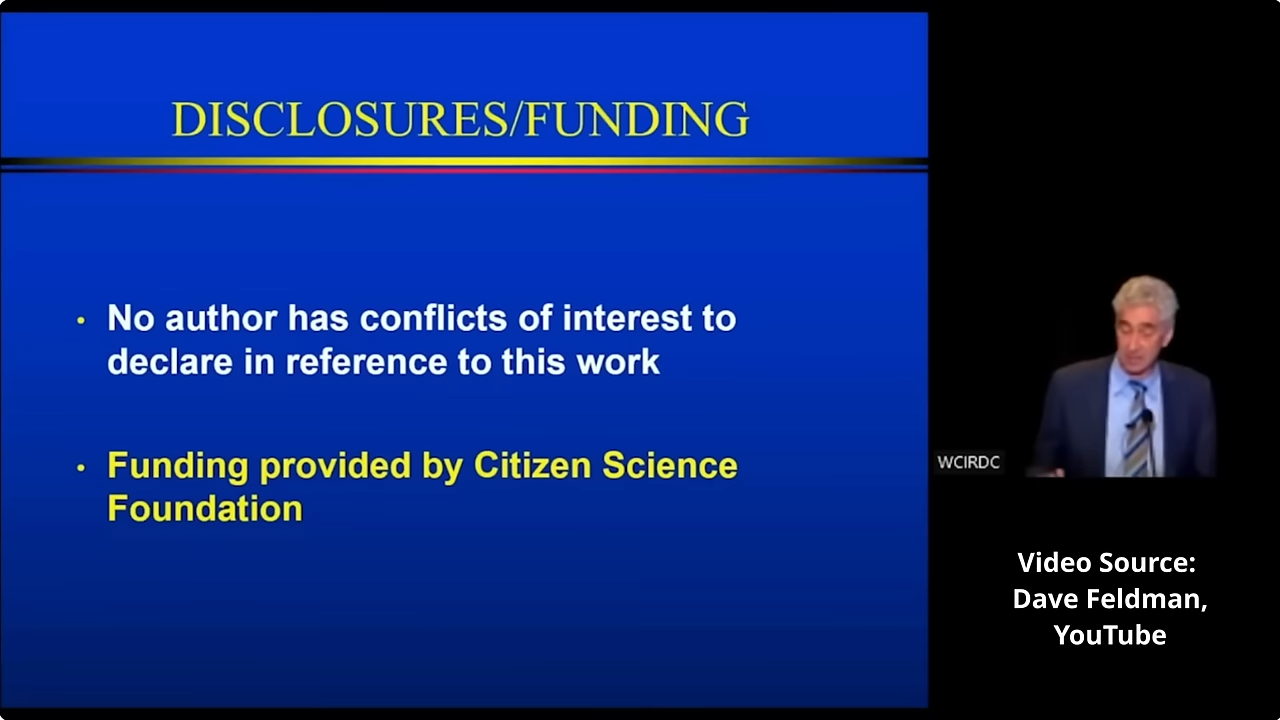 DISCLOSURES/FUNDING
• No author has conflicts of interest to
declare in reference to this work
• Funding provided by Citizen Science
Foundation
WCIRDC
Video Source:
Dave Feldman,
YouTube